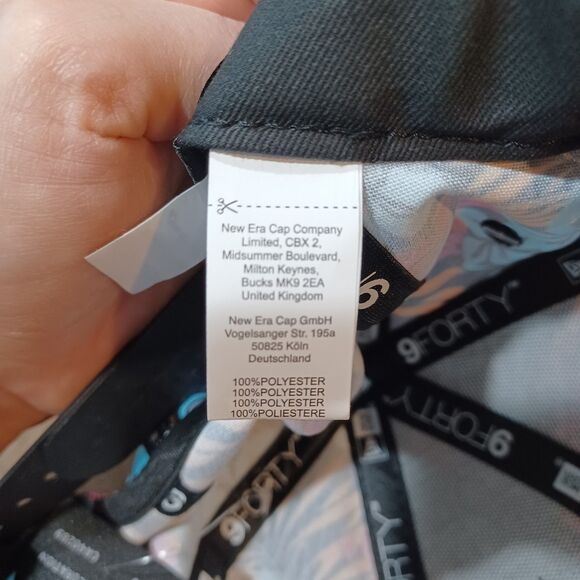 New Era Cap Company
Limited, CBX 2,
Midsummer Boulevard,
Milton Keynes,
Bucks MK9 2EA
United Kingdom
New Era Cap GmbH
Vogelsanger Str. 195a
50825 Köln
Deutschland
100%POLYESTER
100%POLYESTER
100%POLYESTER
100%POLIESTERE
9FORTY
9FORTY
9FORTY